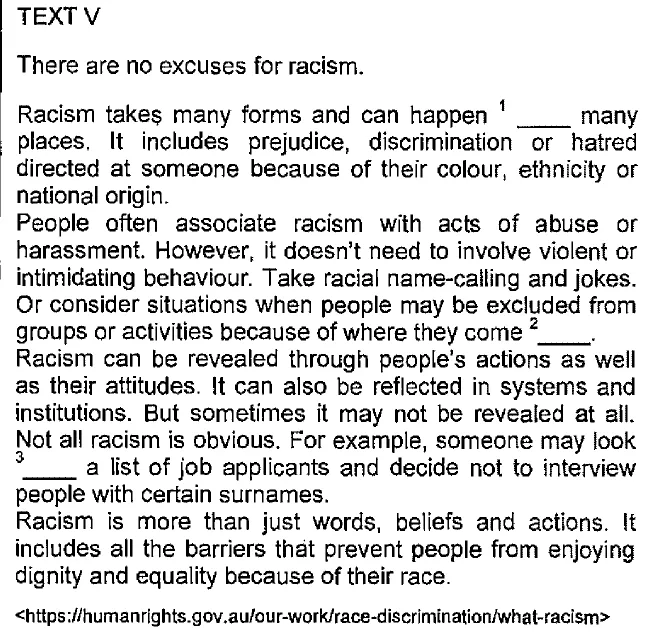 TEXT V
There are no excuses for racism.
Racism takes many forms and can happen ¹ ____ many
places. It includes prejudice, discrimination or hatred
directed at someone because of their colour, ethnicity or
national origin.
People often associate racism with acts of abuse or
harassment. However, it doesn't need to involve violent or
intimidating behaviour. Take racial name-calling and jokes.
Or consider situations when people may be excluded from
groups or activities because of where they come ²____.
Racism can be revealed through people's actions as well
as their attitudes. It can also be reflected in systems and
institutions. But sometimes it may not be revealed at all.
Not all racism is obvious. For example, someone may look
³____ a list of job applicants and decide not to interview
people with certain surnames.
Racism is more than just words, beliefs and actions. It
includes all the barriers that prevent people from enjoying
dignity and equality because of their race.
<https://humanrights.gov.au/our-work/race-discrimination/what-racism>